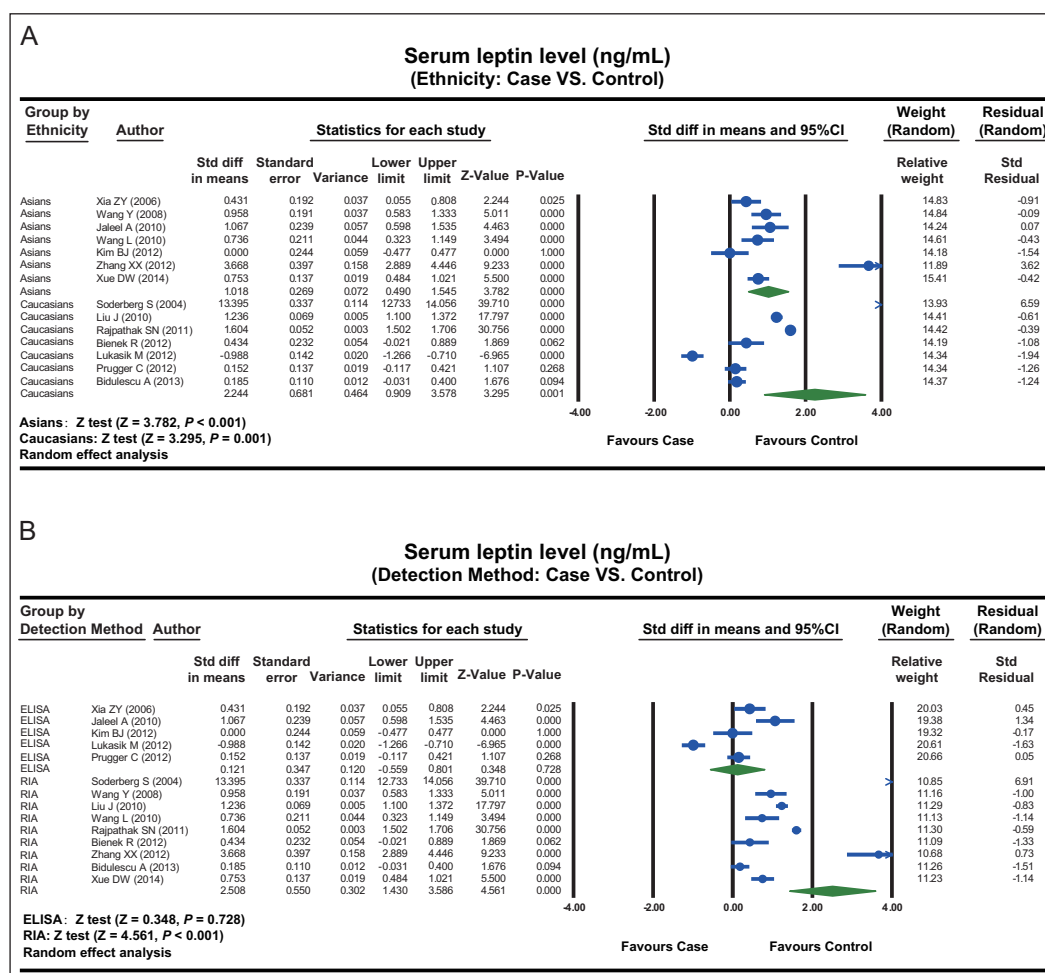 A
Serum leptin level (ng/mL)
(Ethnicity: Case VS. Control)
Group by Ethnicity Author Statistics for each study Std diff in means and 95%CI Weight (Random) Residual (Random)
Std diff in means Standard error Variance Lower limit Upper limit Z-Value P-Value Relative weight Std Residual
Asians Xia ZY (2006) 0.431 0.192 0.037 0.055 0.808 2.244 0.025 14.83 -0.91
Asians Wang Y (2008) 0.958 0.191 0.037 0.583 1.333 5.011 0.000 14.84 -0.09
Asians Jaleel A (2010) 1.067 0.239 0.057 0.598 1.535 4.463 0.000 14.24 0.07
Asians Wang L (2010) 0.736 0.211 0.044 0.323 1.149 3.494 0.000 14.61 -0.43
Asians Kim BJ (2012) 0.000 0.244 0.059 -0.477 0.477 0.000 1.000 14.18 -1.54
Asians Zhang XX (2012) 3.668 0.397 0.158 2.889 4.446 9.233 0.000 11.89 3.62
Asians Xue DW (2014) 0.753 0.137 0.019 0.484 1.021 5.500 0.000 15.41 -0.42
Asians 1.018 0.269 0.072 0.490 1.545 3.782 0.000
Caucasians Soderberg S (2004) 13.395 0.337 0.114 12733 14.056 39.710 0.000 13.93 6.59
Caucasians Liu J (2010) 1.236 0.069 0.005 1.100 1.372 17.797 0.000 14.41 -0.61
Caucasians Rajpathak SN (2011) 1.604 0.052 0.003 1.502 1.706 30.756 0.000 14.42 -0.39
Caucasians Bienek R (2012) 0.434 0.232 0.054 -0.021 0.889 1.869 0.062 14.19 -1.08
Caucasians Lukasik M (2012) -0.988 0.142 0.020 -1.266 -0.710 -6.965 0.000 14.34 -1.94
Caucasians Prugger C (2012) 0.152 0.137 0.019 -0.117 0.421 1.107 0.268 14.34 -1.26
Caucasians Bidulescu A (2013) 0.185 0.110 0.012 -0.031 0.400 1.676 0.094 14.37 -1.24
Caucasians 2.244 0.681 0.464 0.909 3.578 3.295 0.001
-4.00 -2.00 0.00 2.00 4.00
Asians: Z test (Z = 3.782, P < 0.001)
Caucasians: Z test (Z = 3.295, P = 0.001)
Random effect analysis
Favours Case Favours Control
B
Serum leptin level (ng/mL)
(Detection Method: Case VS. Control)
Group by Detection Method Author Statistics for each study Std diff in means and 95%CI Weight (Random) Residual (Random)
Std diff in means Standard error Variance Lower limit Upper limit Z-Value P-Value Relative weight Std Residual
ELISA Xia ZY (2006) 0.431 0.192 0.037 0.055 0.808 2.244 0.025 20.03 0.45
ELISA Jaleel A (2010) 1.067 0.239 0.057 0.598 1.535 4.463 0.000 19.38 1.34
ELISA Kim BJ (2012) 0.000 0.244 0.059 -0.477 0.477 0.000 1.000 19.32 -0.17
ELISA Lukasik M (2012) -0.988 0.142 0.020 -1.266 -0.710 -6.965 0.000 20.61 -1.63
ELISA Prugger C (2012) 0.152 0.137 0.019 -0.117 0.421 1.107 0.268 20.66 0.05
ELISA 0.121 0.347 0.120 -0.559 0.801 0.348 0.728
RIA Soderberg S (2004) 13.395 0.337 0.114 12.733 14.056 39.710 0.000 10.85 6.91
RIA Wang Y (2008) 0.958 0.191 0.037 0.583 1.333 5.011 0.000 11.16 -1.00
RIA Liu J (2010) 1.236 0.069 0.005 1.100 1.372 17.797 0.000 11.29 -0.83
RIA Wang L (2010) 0.736 0.211 0.044 0.323 1.149 3.494 0.000 11.13 -1.14
RIA Rajpathak SN (2011) 1.604 0.052 0.003 1.502 1.706 30.756 0.000 11.30 -0.59
RIA Bienek R (2012) 0.434 0.232 0.054 -0.021 0.889 1.869 0.062 11.09 -1.33
RIA Zhang XX (2012) 3.668 0.397 0.158 2.889 4.446 9.233 0.000 10.68 0.73
RIA Bidulescu A (2013) 0.185 0.110 0.012 -0.031 0.400 1.676 0.094 11.26 -1.51
RIA Xue DW (2014) 0.753 0.137 0.019 0.484 1.021 5.500 0.000 11.23 -1.14
RIA 2.508 0.550 0.302 1.430 3.586 4.561 0.000
-4.00 -2.00 0.00 2.00 4.00
ELISA: Z test (Z = 0.348, P = 0.728)
RIA: Z test (Z = 4.561, P < 0.001)
Random effect analysis
Favours Case Favours Control